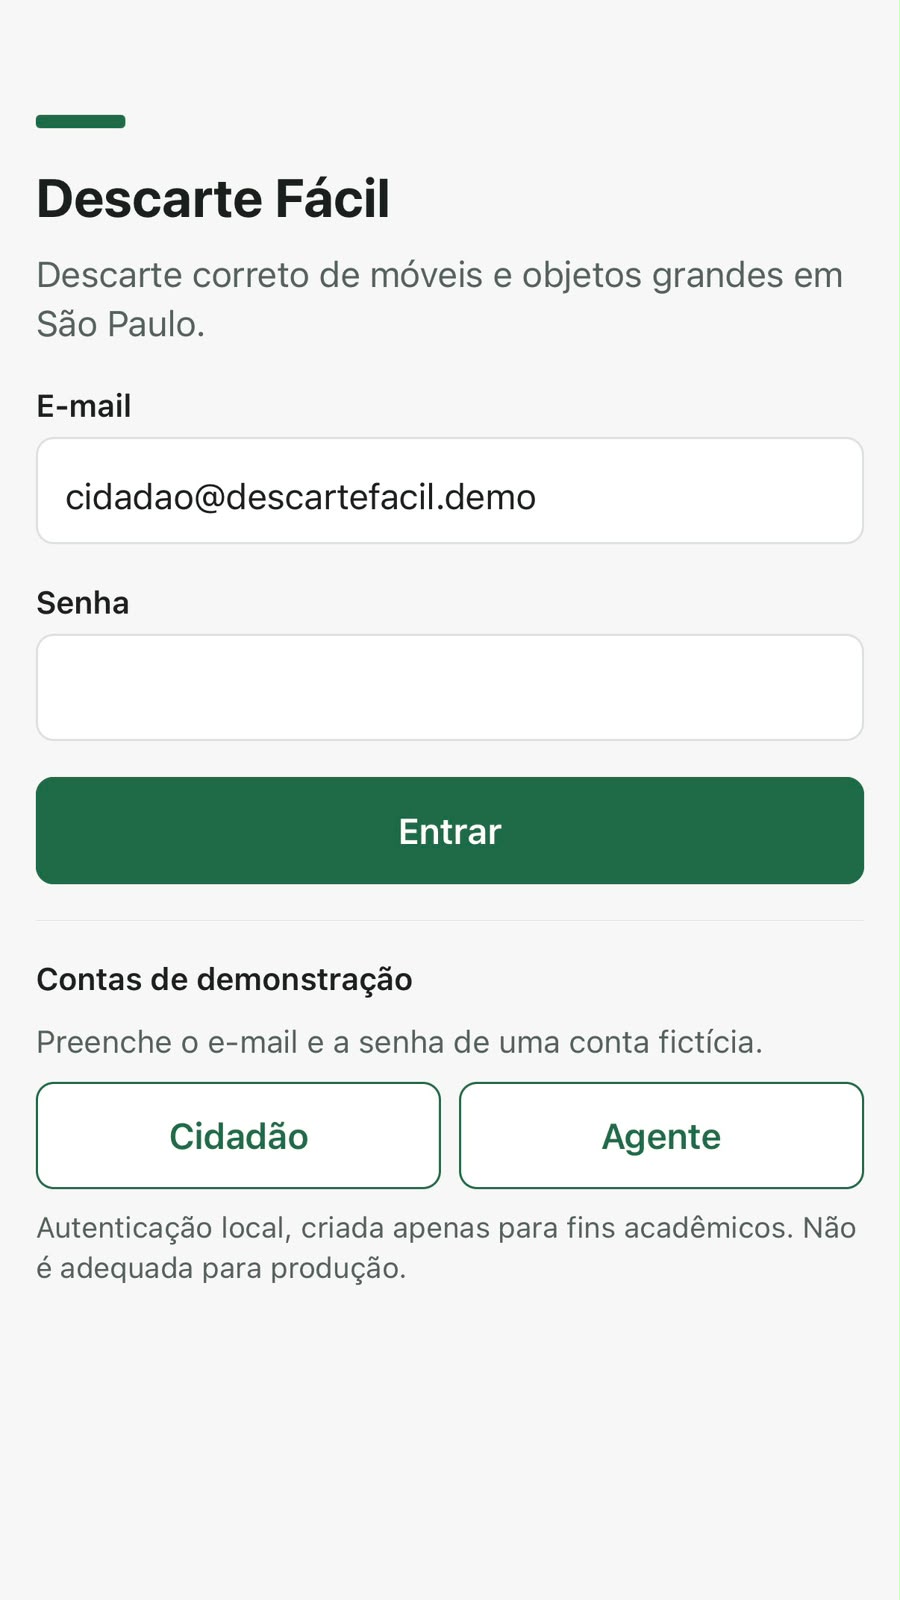 Descarte Fácil
Descarte correto de móveis e objetos grandes em
São Paulo.
E-mail
cidadao@descartefacil.demo
Senha
Entrar
Contas de demonstração
Preenche o e-mail e a senha de uma conta fictícia.
Cidadão
Agente
Autenticação local, criada apenas para fins acadêmicos. Não
é adequada para produção.